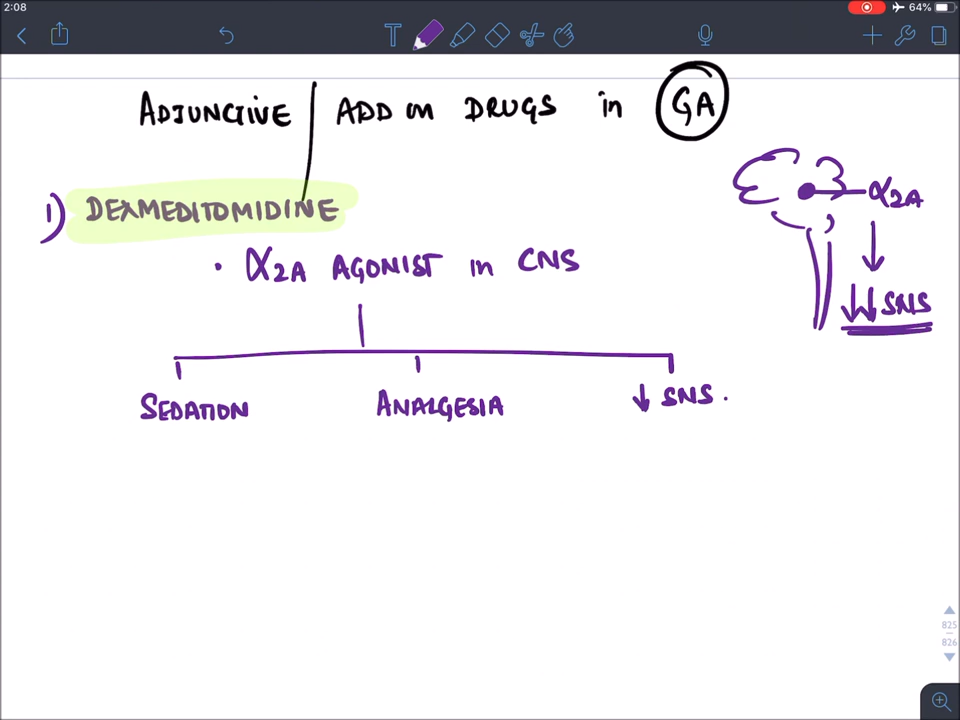 2:08
64%
T
ADJUNCTIVE / ADD ON DRUGS in GA
1) DEXMEDITOMIDINE
α2A
• α2A AGONIST in CNS
↓↓ SNS
SEDATION ANALGESIA ↓ SNS.
825
826